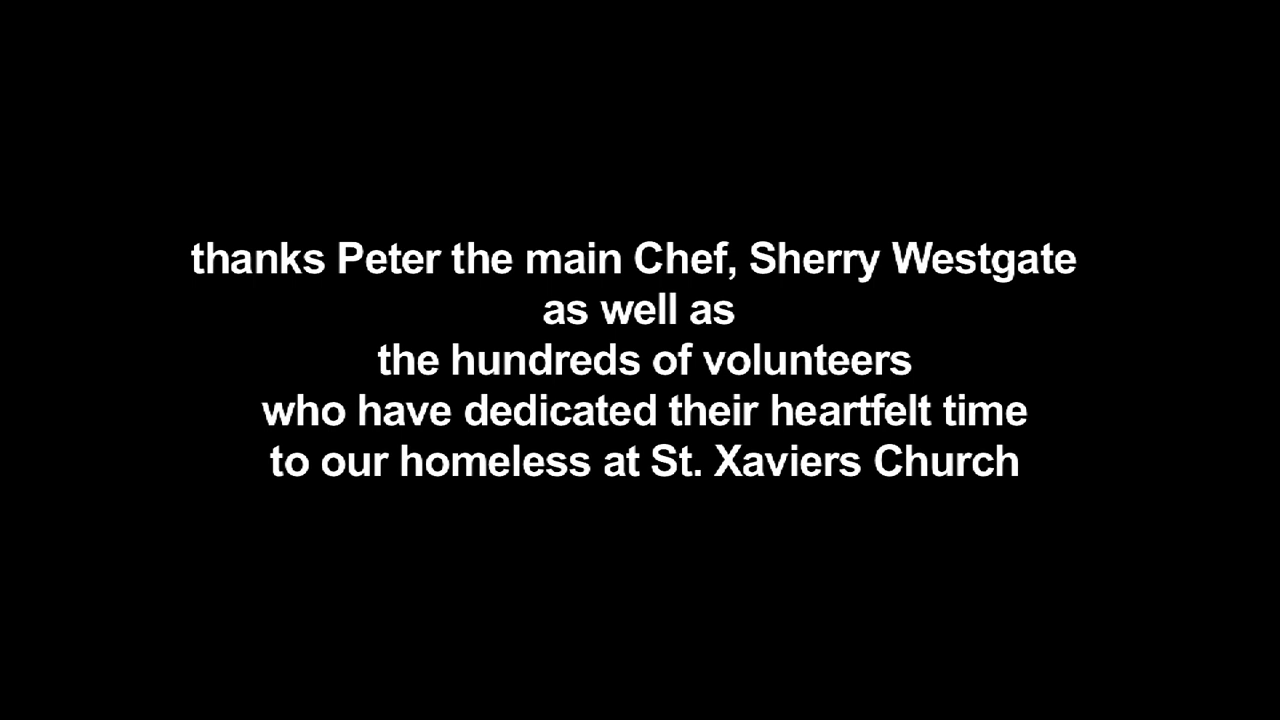 thanks Peter the main Chef, Sherry Westgate
as well as
the hundreds of volunteers
who have dedicated their heartfelt time
to our homeless at St. Xaviers Church